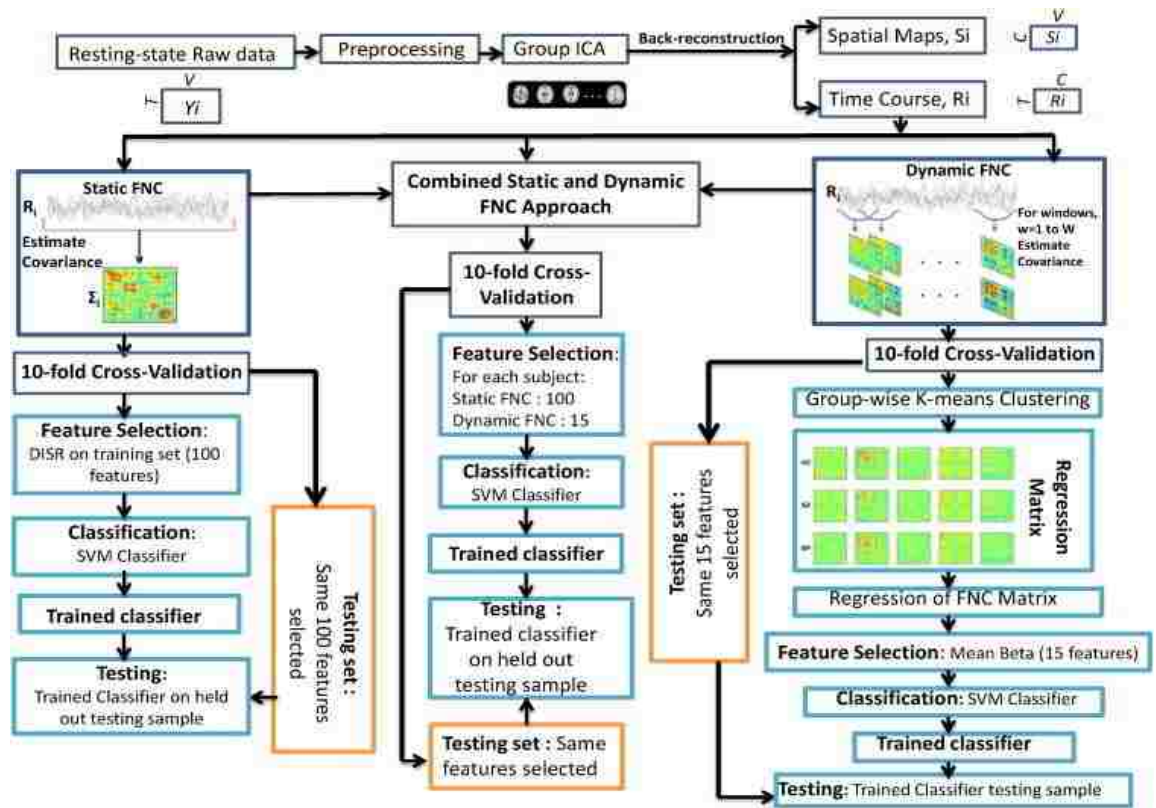 Resting-state Raw data
Preprocessing
Group ICA
Back-reconstruction
Spatial Maps, Si
V
C
Si
V
T
Yi
Time Course, Ri
C
T
Ri
Static FNC
Ri
Estimate
Covariance
Σi
Combined Static and Dynamic
FNC Approach
Dynamic FNC
Ri
For windows,
w=1 to W
Estimate
Covariance
10-fold Cross-Validation
Feature Selection:
DISR on training set (100
features)
Classification:
SVM Classifier
Trained classifier
Testing:
Trained Classifier on held
out testing sample
Testing set :
Same 100 features
selected
10-fold Cross-
Validation
Feature Selection:
For each subject:
Static FNC : 100
Dynamic FNC : 15
Classification:
SVM Classifier
Trained classifier
Testing :
Trained classifier
on held out
testing sample
Testing set : Same
features selected
10-fold Cross-Validation
Testing set :
Same 15 features
selected
Group-wise K-means Clustering
Regression
Matrix
Regression of FNC Matrix
Feature Selection: Mean Beta (15 features)
Classification: SVM Classifier
Trained classifier
Testing: Trained Classifier testing sample